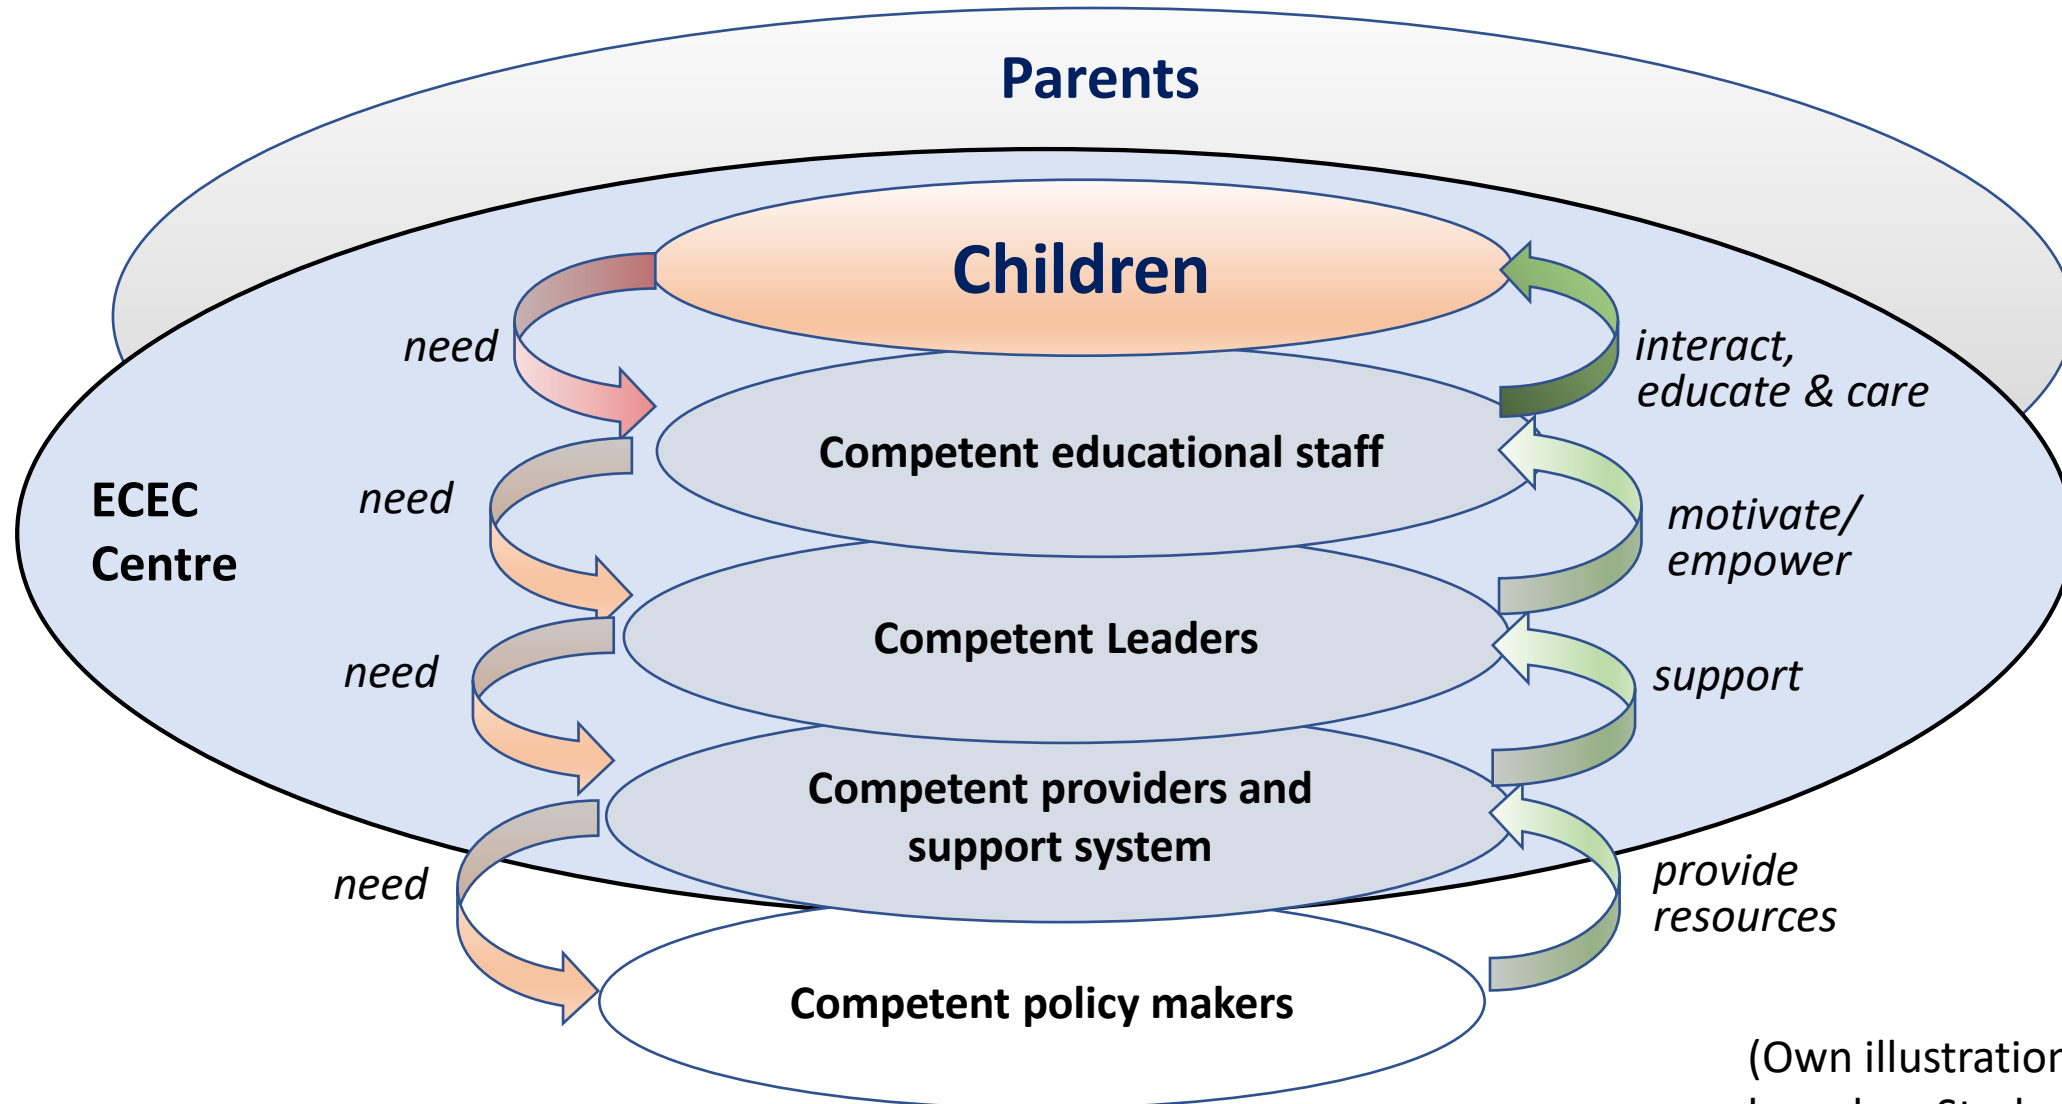 Parents
Children
need
interact,
educate & care
Competent educational staff
ECEC
Centre
need
motivate/
empower
Competent Leaders
need
support
Competent providers and
support system
need
provide
resources
Competent policy makers
(Own illustration